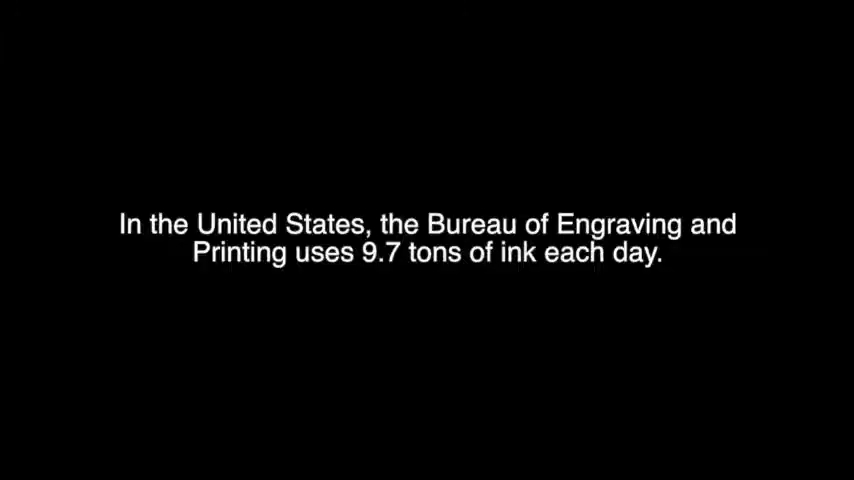 In the United States, the Bureau of Engraving and
Printing uses 9.7 tons of ink each day.